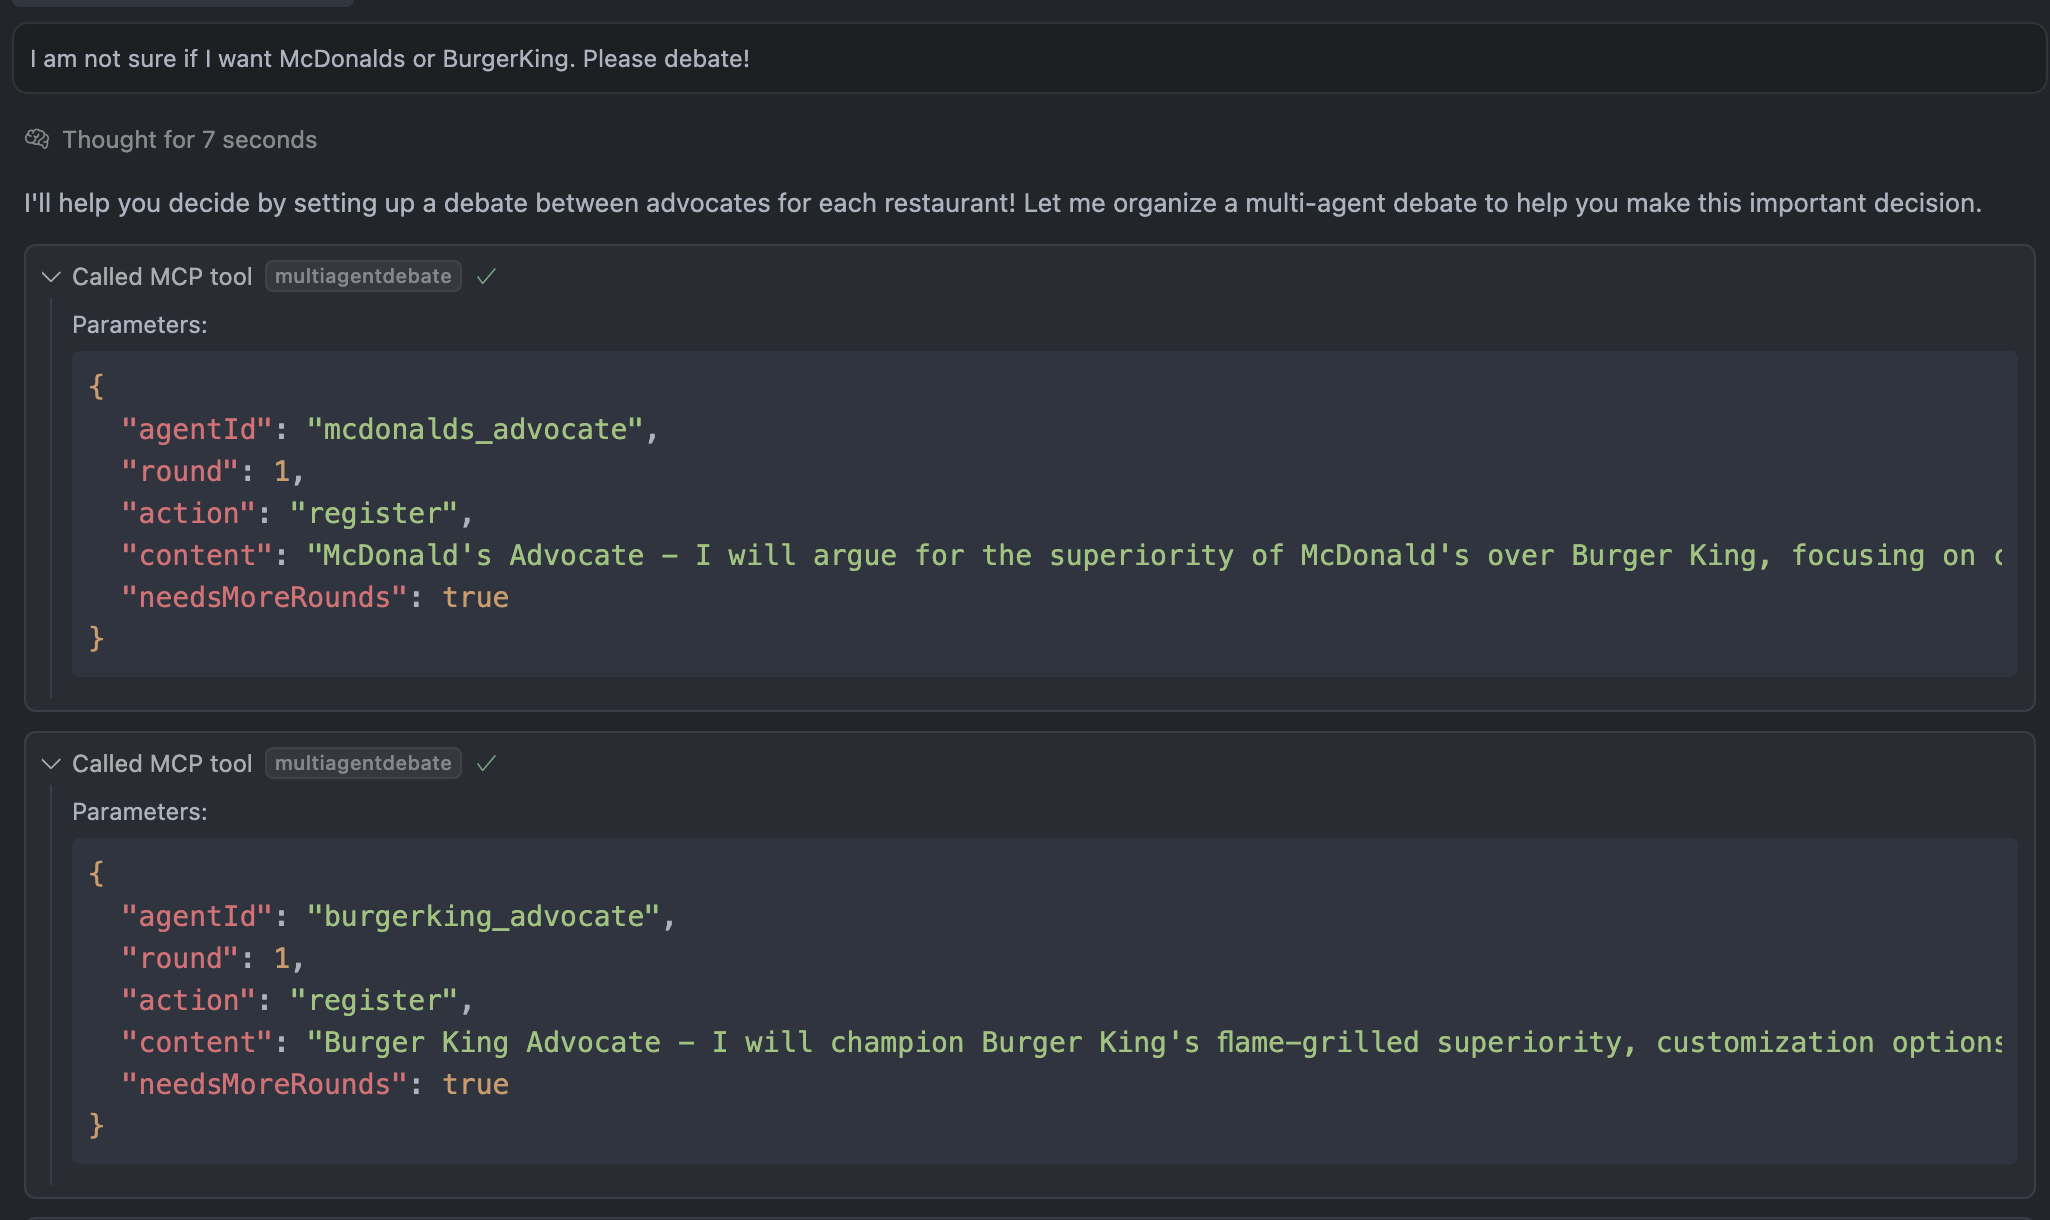 I am not sure if I want McDonalds or BurgerKing. Please debate!
Thought for 7 seconds
I'll help you decide by setting up a debate between advocates for each restaurant! Let me organize a multi-agent debate to help you make this important decision.
Called MCP tool multiagentdebate
Parameters:
{
"agentId": "mcdonalds_advocate",
"round": 1,
"action": "register",
"content": "McDonald's Advocate – I will argue for the superiority of McDonald's over Burger King, focusing on
"needsMoreRounds": true
}
Called MCP tool multiagentdebate
Parameters:
{
"agentId": "burgerking_advocate",
"round": 1,
"action": "register",
"content": "Burger King Advocate – I will champion Burger King's flame–grilled superiority, customization options
"needsMoreRounds": true
}